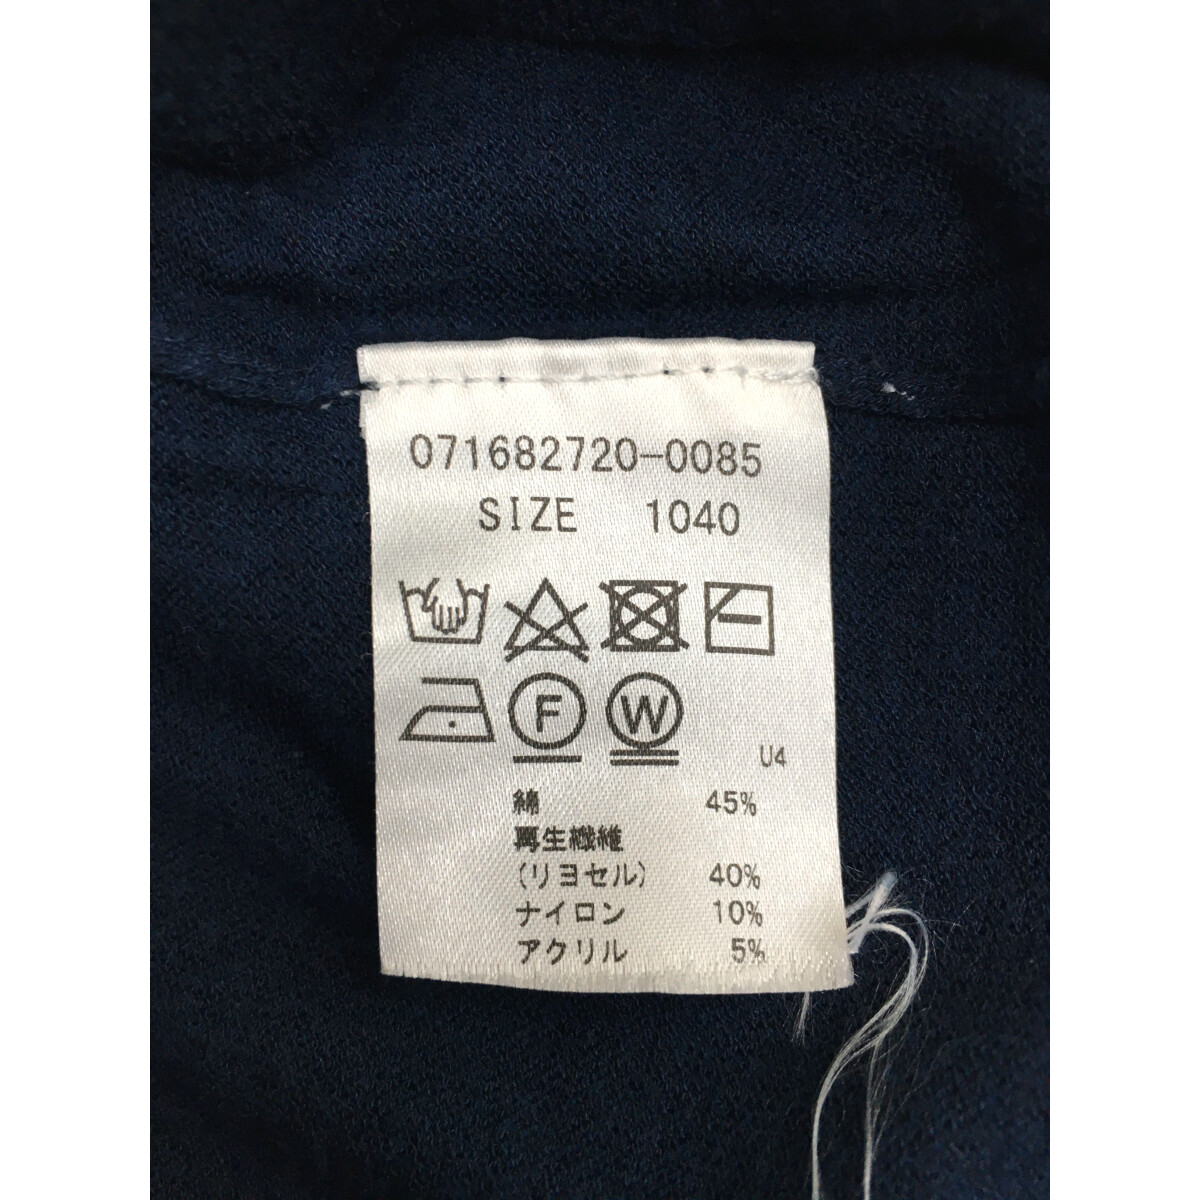 071682720-0085
SIZE 1040
F W
U4
綿 45%
再生繊維
(リヨセル) 40%
ナイロン 10%
アクリル 5%